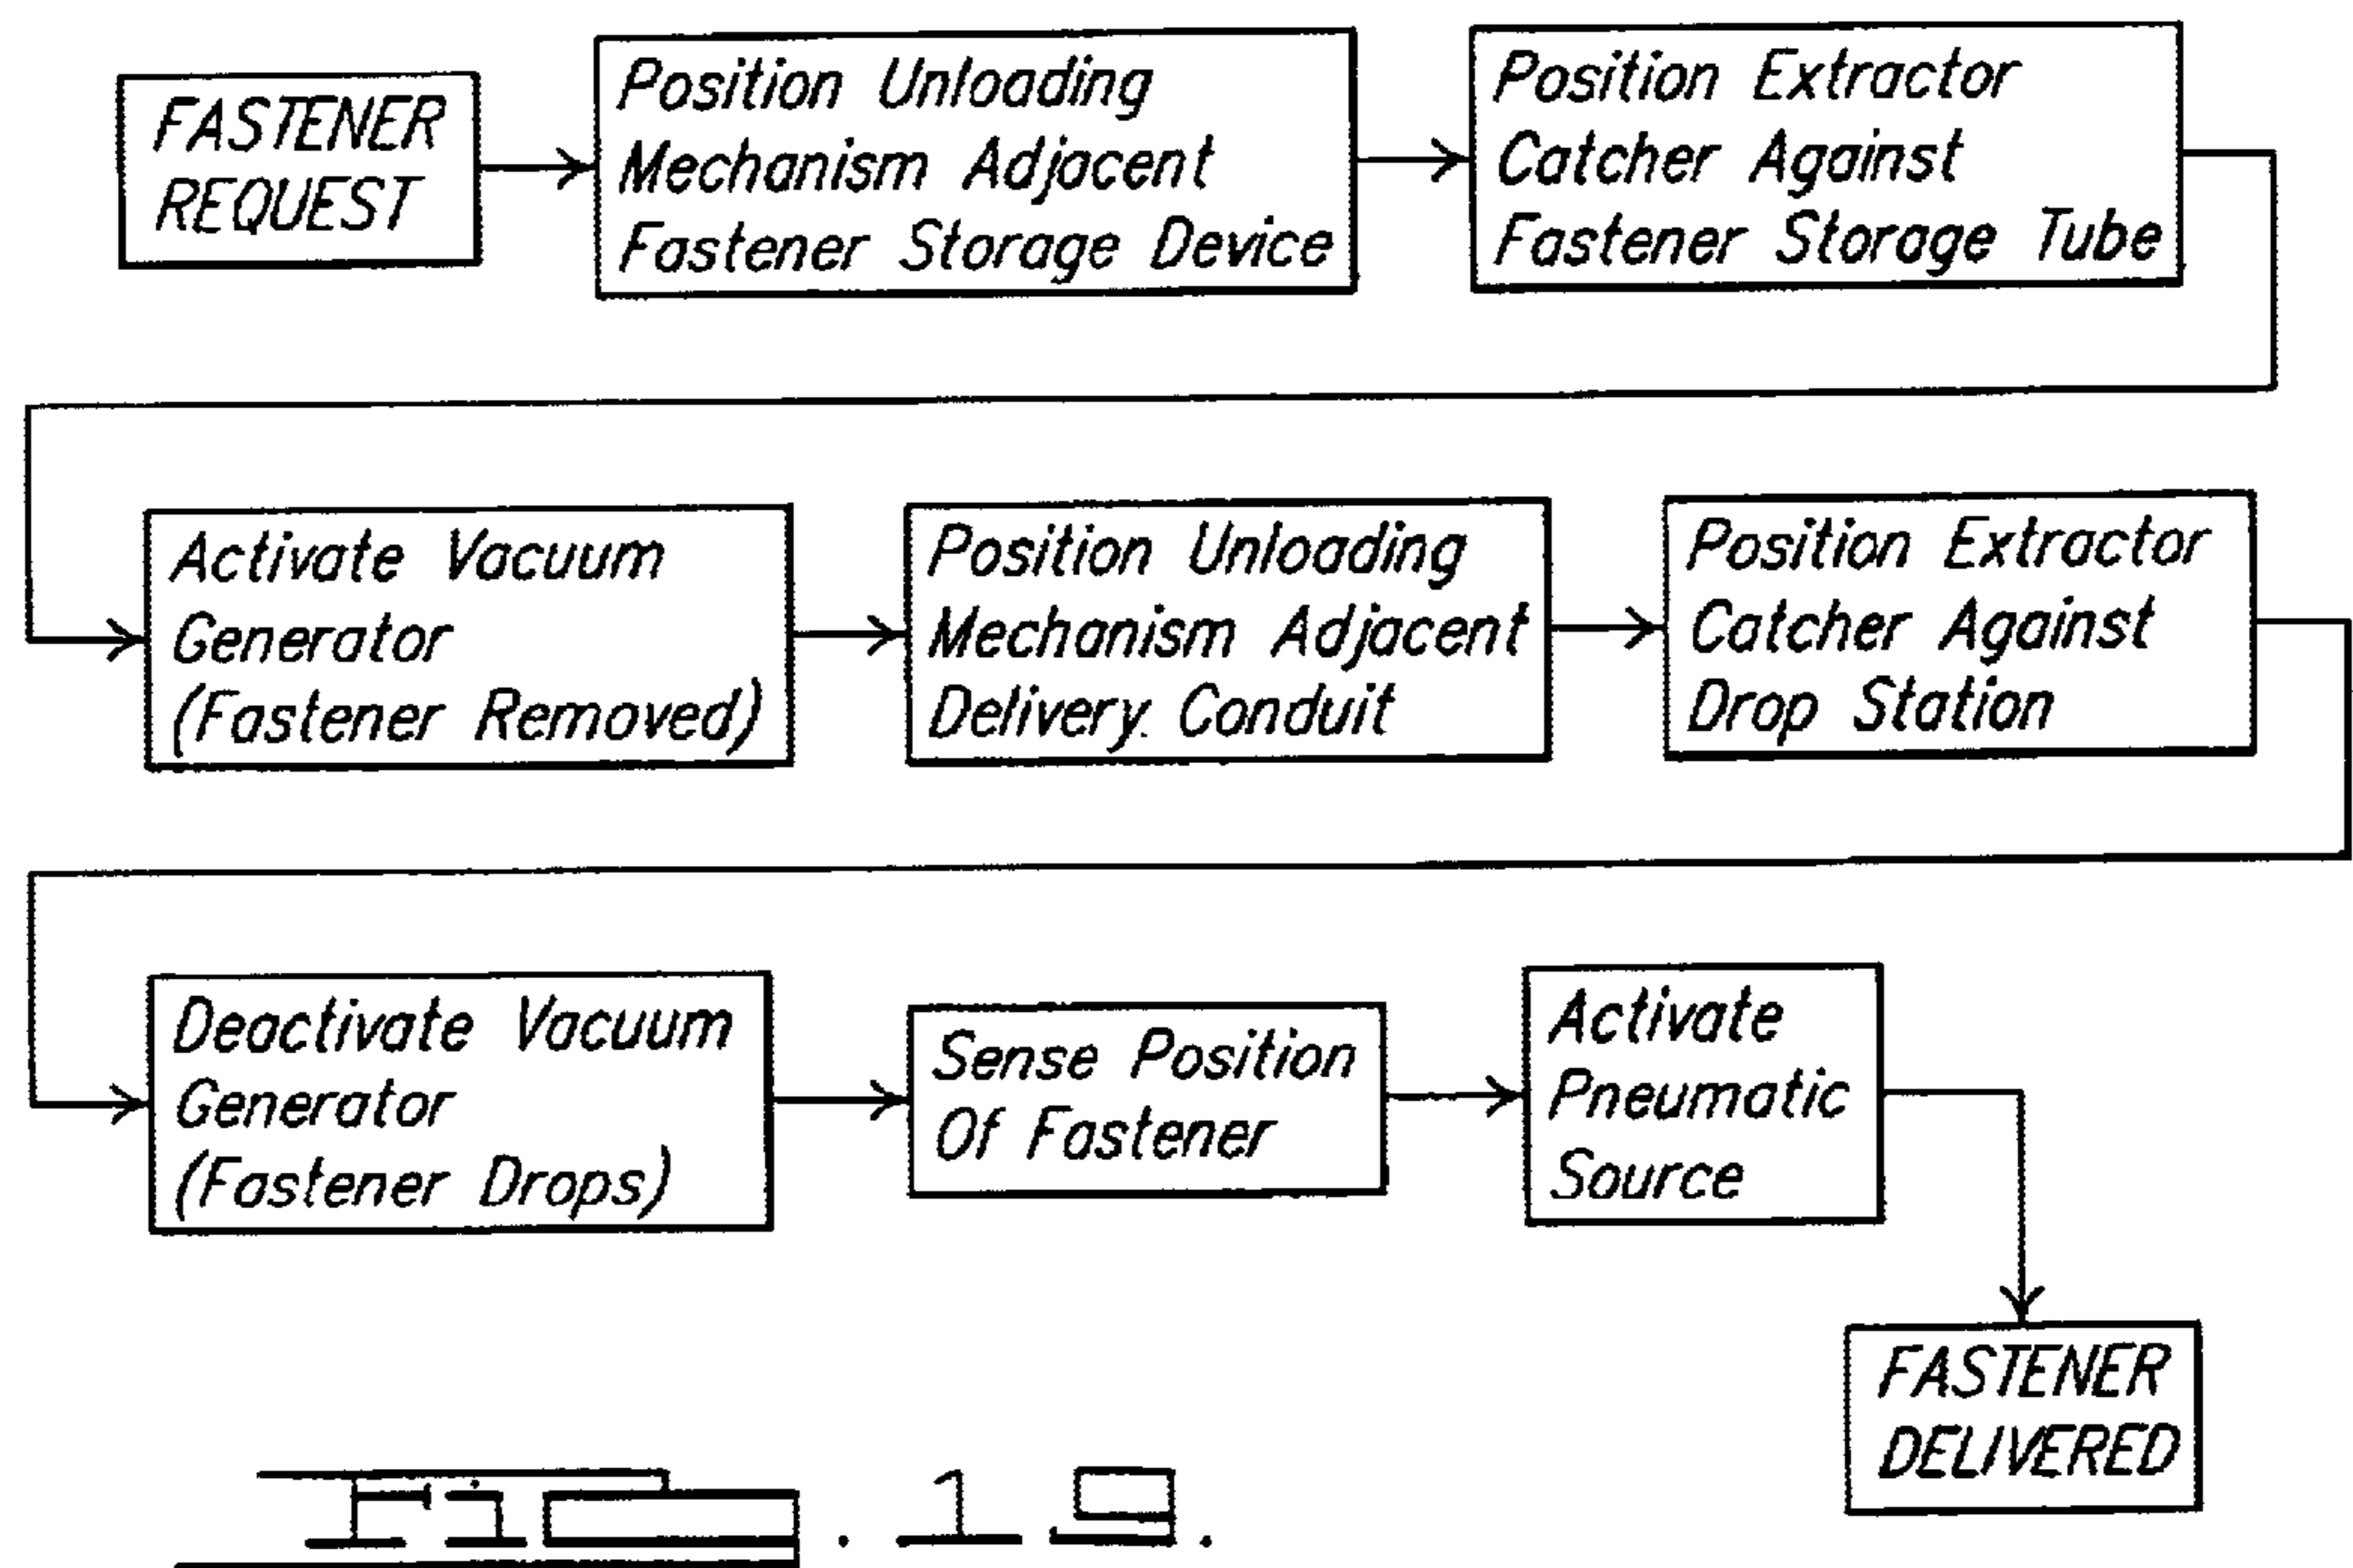 FASTENER
REQUEST
Position Unloading
Mechanism Adjacent
Fastener Storage Device
Position Extractor
Catcher Against
Fastener Storage Tube
Activate Vacuum
Generator
(Fastener Removed)
Position Unloading
Mechanism Adjacent
Delivery Conduit
Position Extractor
Catcher Against
Drop Station
Deactivate Vacuum
Generator
(Fastener Drops)
Sense Position
Of Fastener
Activate
Pneumatic
Source
FASTENER
DELIVERED
Fig. 19.